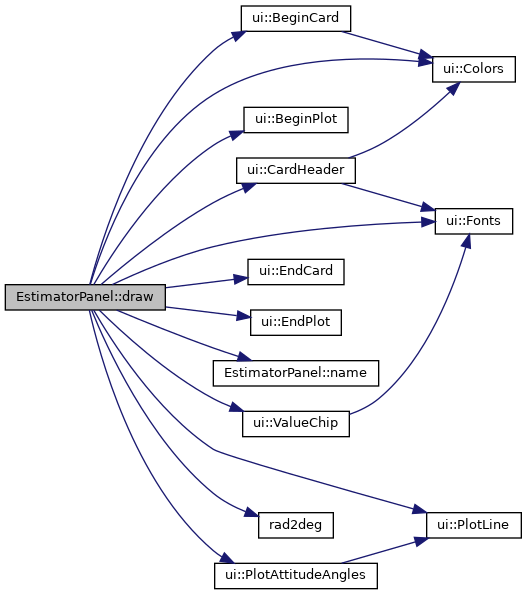 ui::BeginCard
ui::Colors
ui::BeginPlot
ui::CardHeader
ui::Fonts
ui::EndCard
EstimatorPanel::draw
ui::EndPlot
EstimatorPanel::name
ui::ValueChip
rad2deg
ui::PlotLine
ui::PlotAttitudeAngles